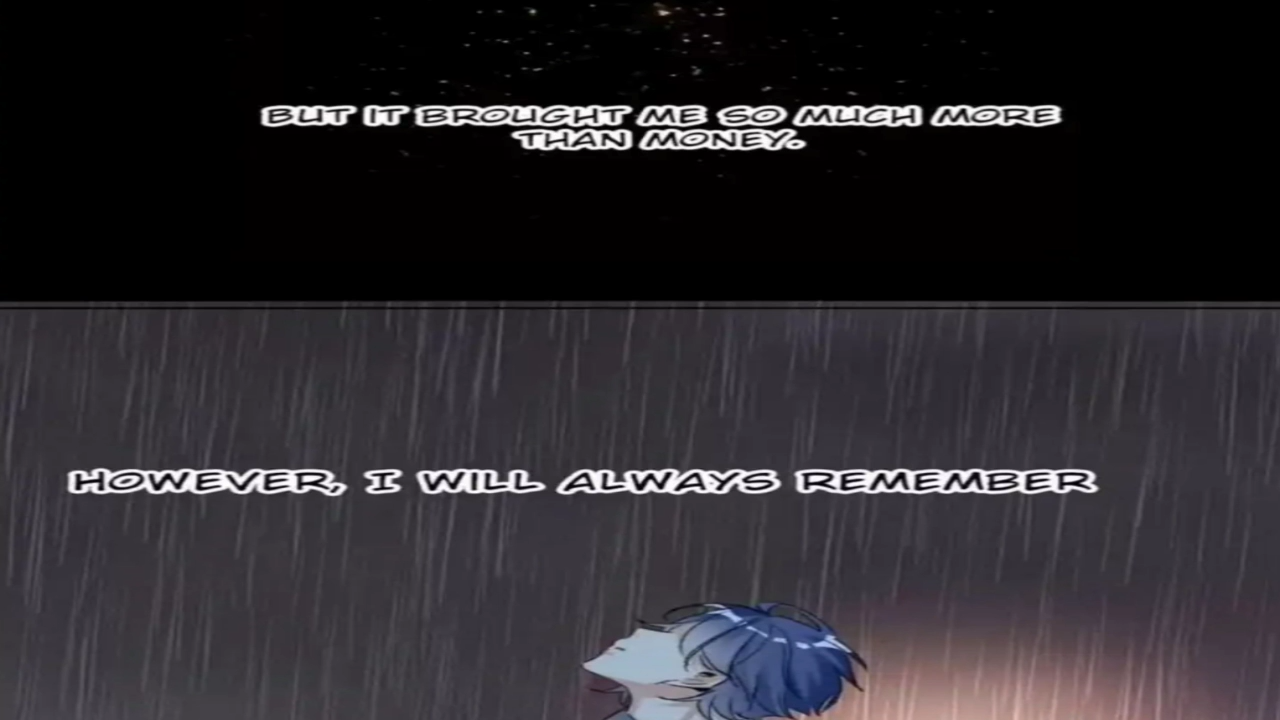 BUT IT BROUGHT ME SO MUCH MORE
THAN MONEY.
HOWEVER, I WILL ALWAYS REMEMBER